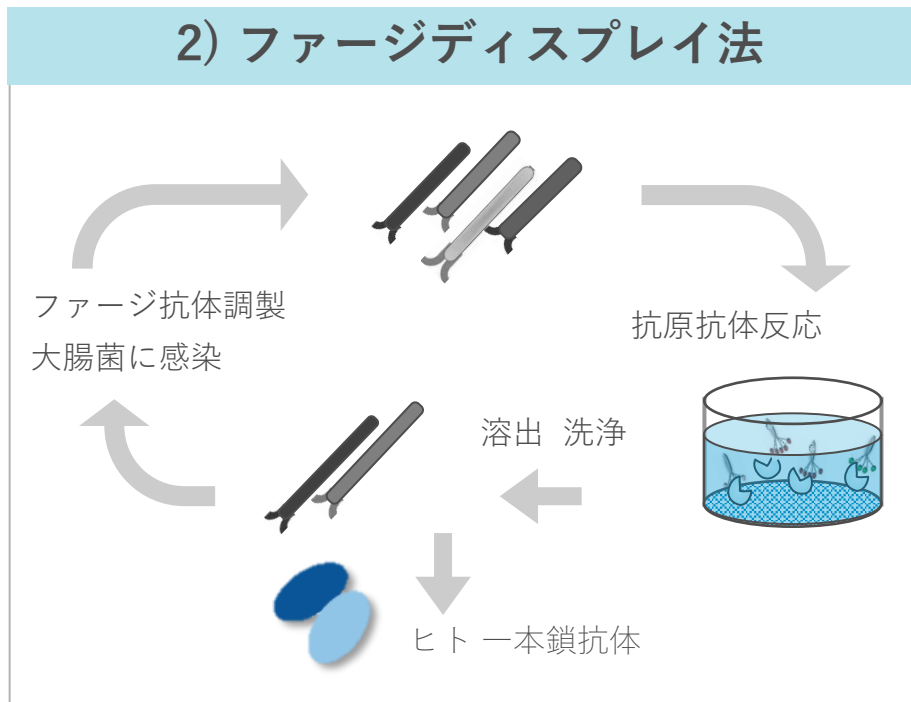 2) ファージディスプレイ法
ファージ抗体調製
大腸菌に感染
抗原抗体反応
溶出 洗浄
ヒト 一本鎖抗体